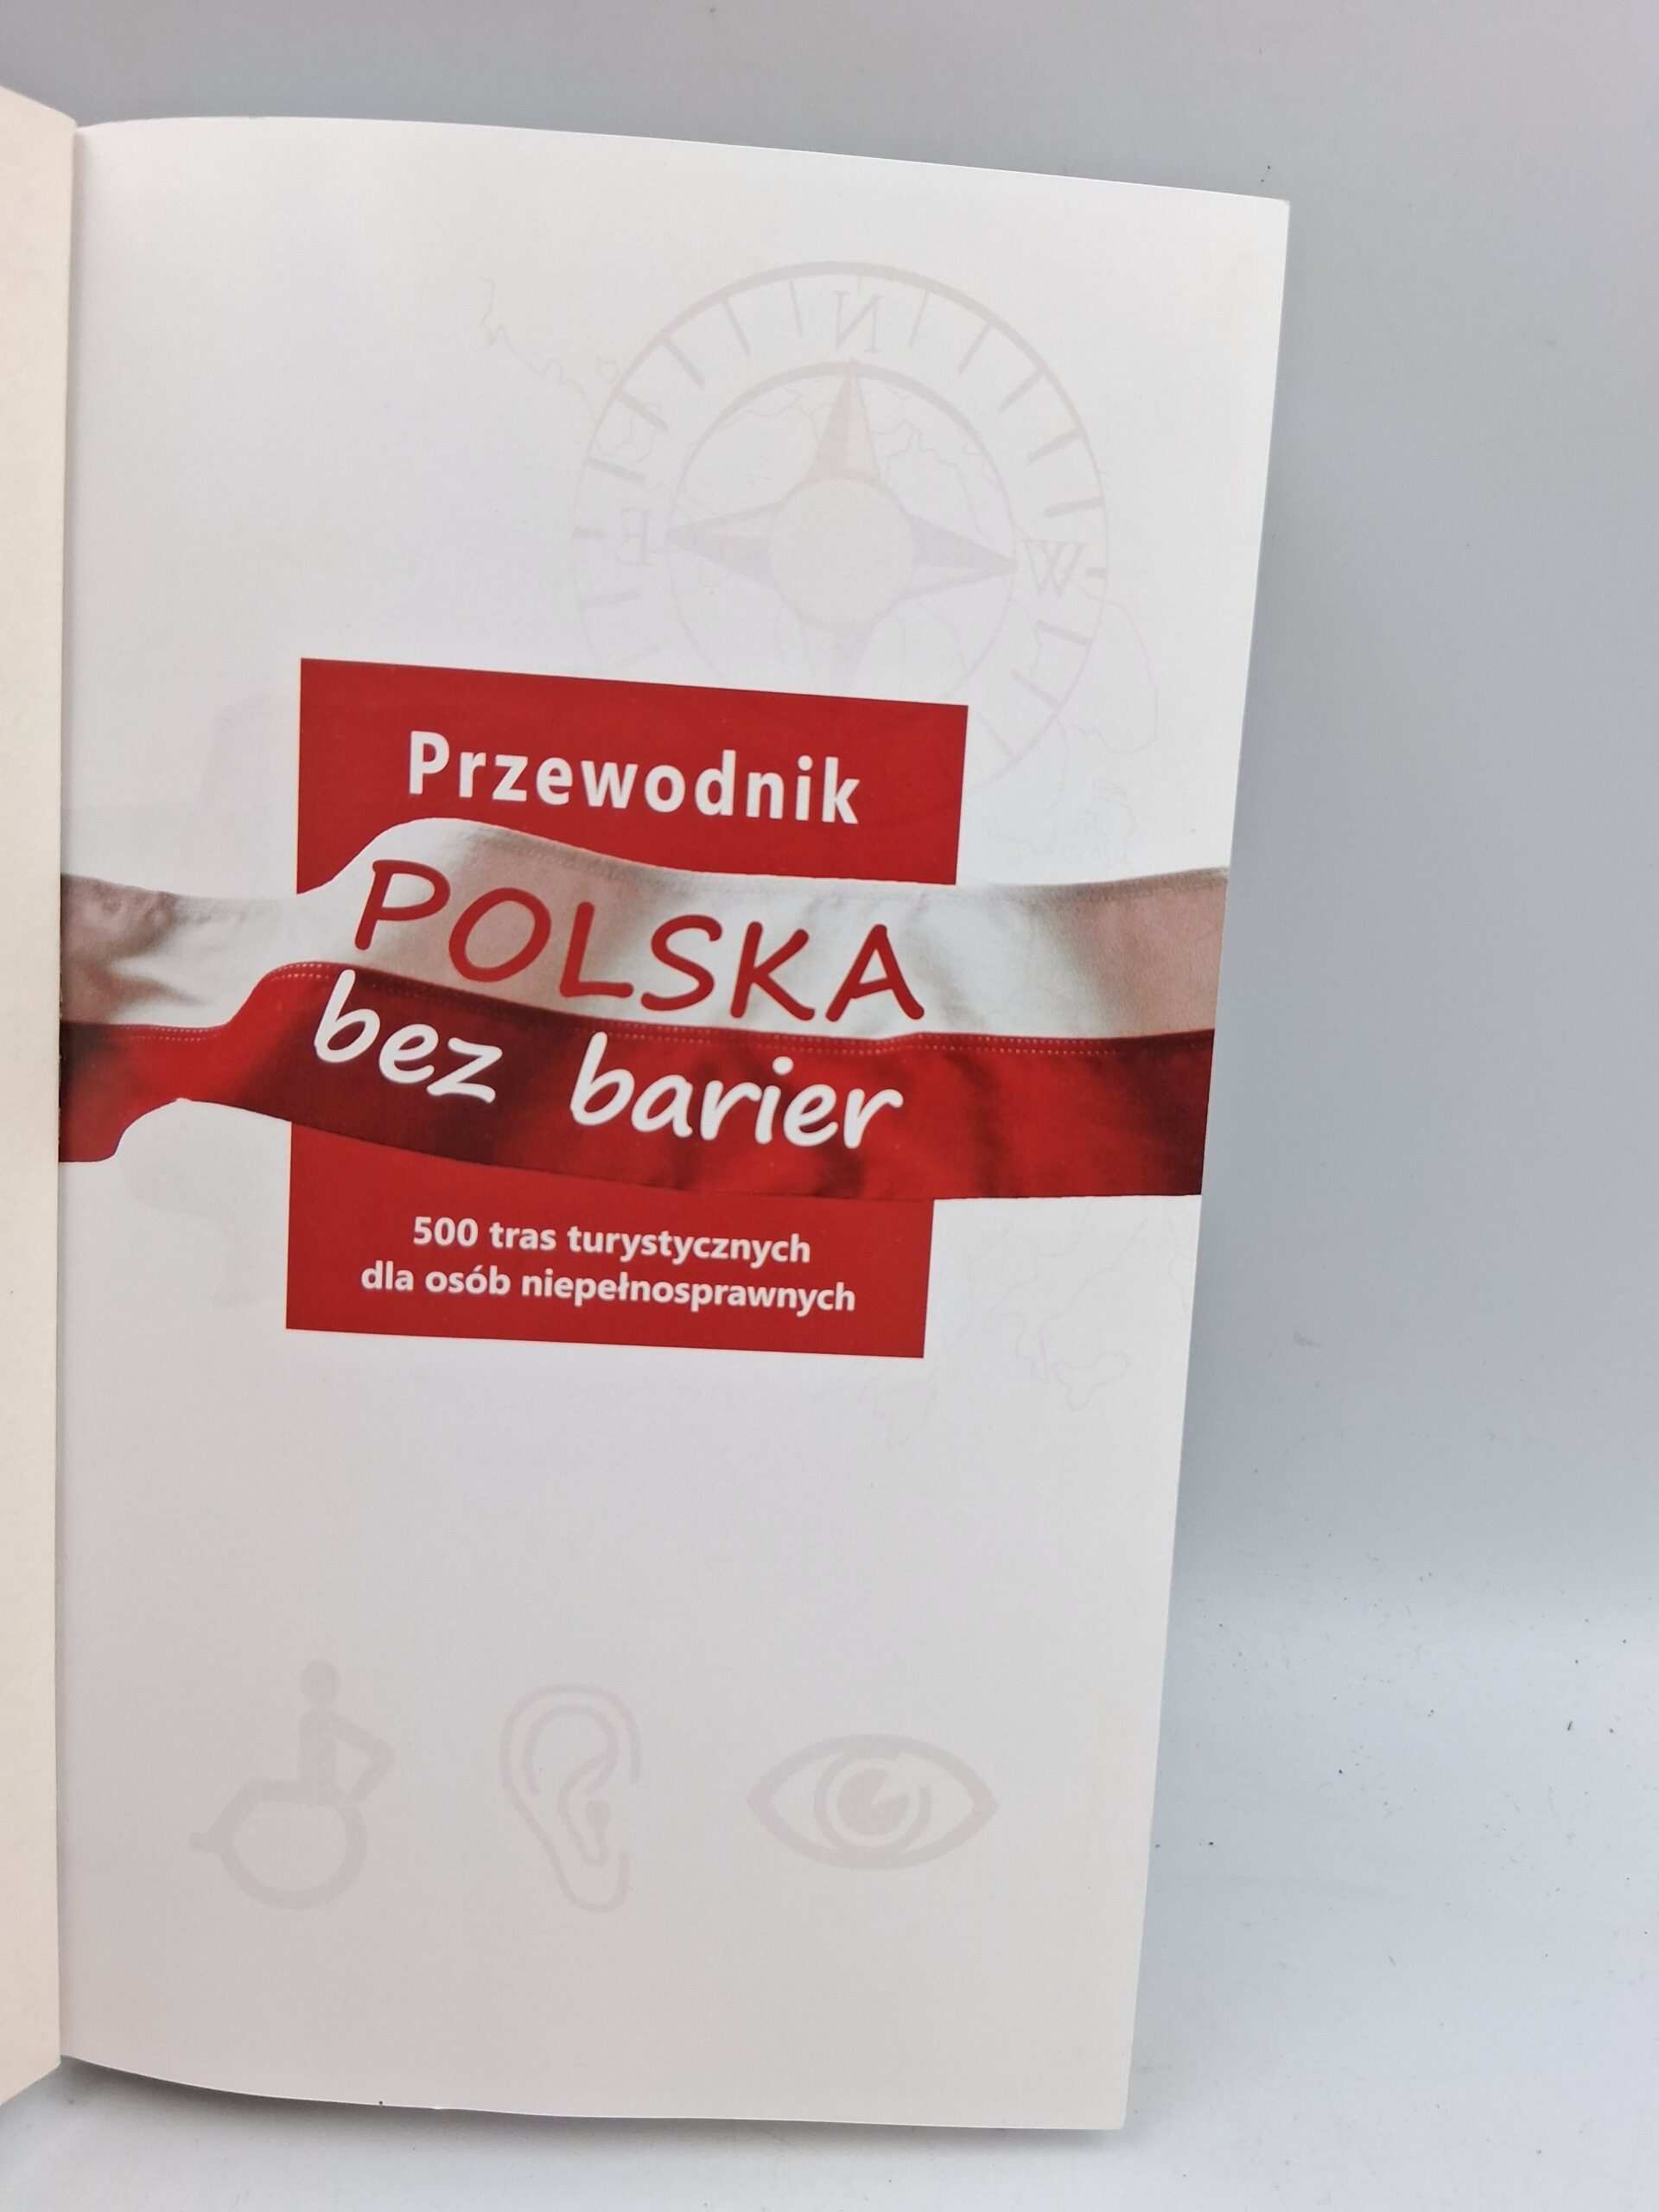 N
E
W
Przewodnik
POLSKA
bez barier
500 tras turystycznych
dla osób niepełnosprawnych